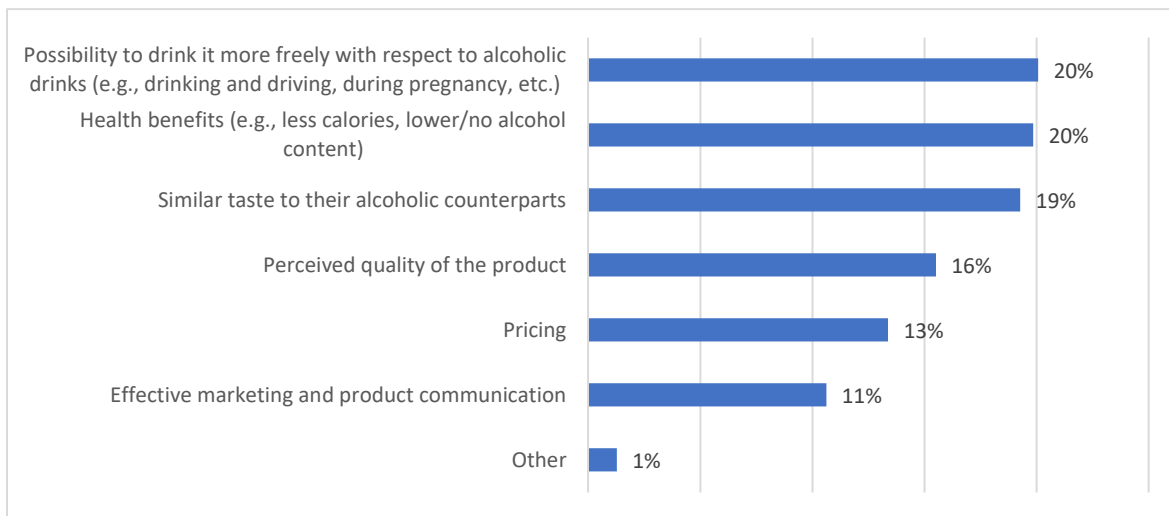 Possibility to drink it more freely with respect to alcoholic
drinks (e.g., drinking and driving, during pregnancy, etc.)
20%
Health benefits (e.g., less calories, lower/no alcohol
content)
20%
Similar taste to their alcoholic counterparts
19%
Perceived quality of the product
16%
Pricing
13%
Effective marketing and product communication
11%
Other
1%